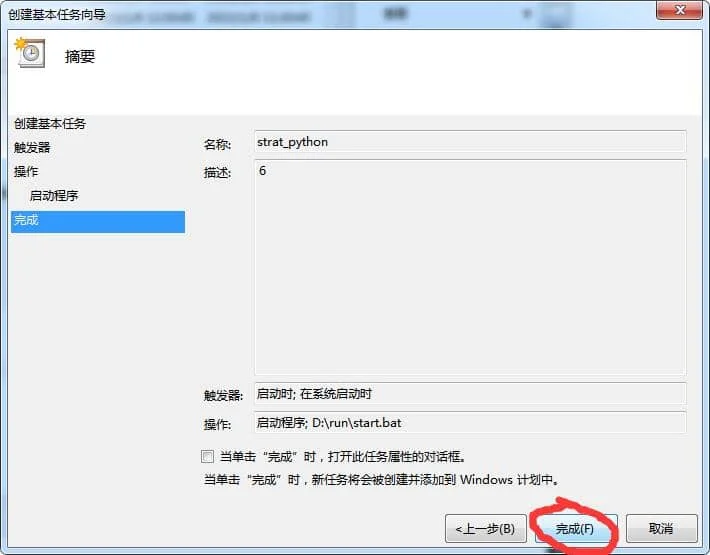 创建基本任务向导
摘要
创建基本任务
触发器
操作
启动程序
完成
名称: strat_python
描述: 6
触发器: 启动时; 在系统启动时
操作: 启动程序; D:\run\start.bat
当单击“完成”时，打开此任务属性的对话框。
当单击“完成”时，新任务将会被创建并添加到 Windows 计划中。
<上一步(B) 完成(F) 取消